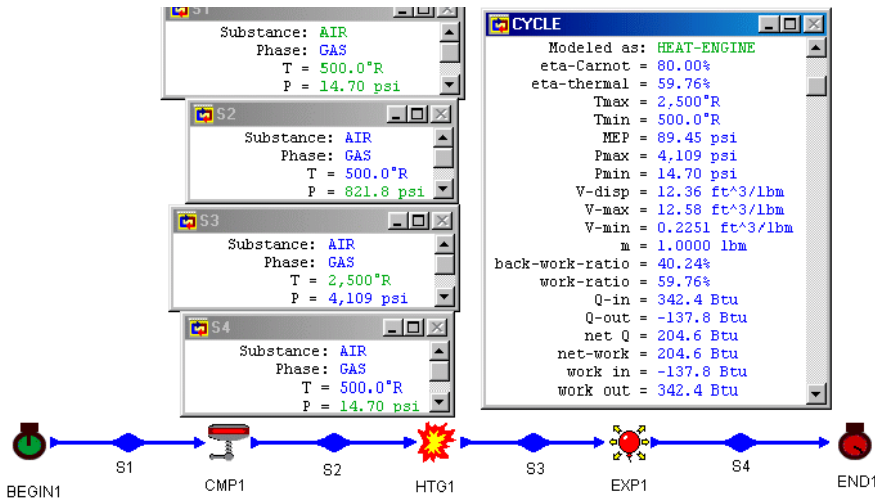 S1
Substance: AIR
Phase: GAS
T = 500.0°R
P = 14.70 psi
S2
Substance: AIR
Phase: GAS
T = 500.0°R
P = 821.8 psi
S3
Substance: AIR
Phase: GAS
T = 2,500°R
P = 4,109 psi
S4
Substance: AIR
Phase: GAS
T = 500.0°R
P = 14.70 psi
CYCLE
Modeled as: HEAT-ENGINE
eta-Carnot = 80.00%
eta-thermal = 59.76%
Tmax = 2,500°R
Tmin = 500.0°R
MEP = 89.45 psi
Pmax = 4,109 psi
Pmin = 14.70 psi
V-disp = 12.36 ft^3/lbm
V-max = 12.58 ft^3/lbm
V-min = 0.2251 ft^3/lbm
m = 1.0000 lbm
back-work-ratio = 40.24%
work-ratio = 59.76%
Q-in = 342.4 Btu
Q-out = -137.8 Btu
net Q = 204.6 Btu
net-work = 204.6 Btu
work in = -137.8 Btu
work out = 342.4 Btu
BEGIN1
S1
CMP1
S2
HTG1
S3
EXP1
S4
END1